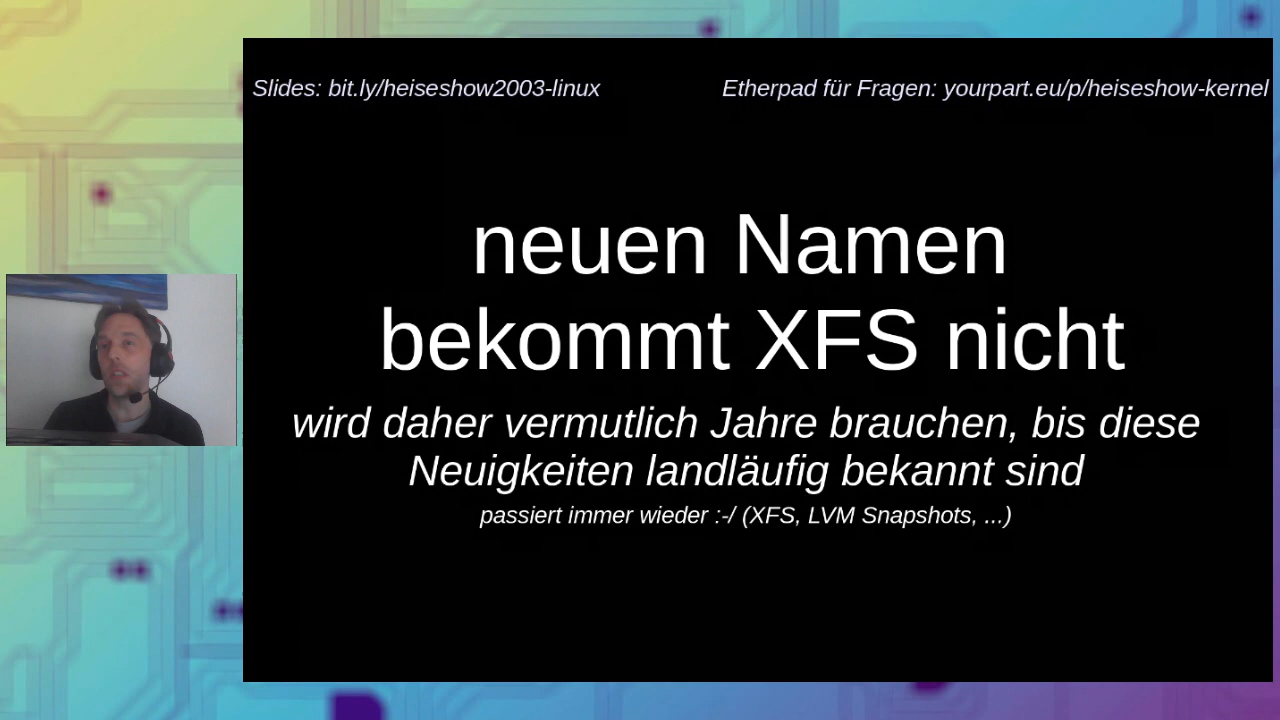 Slides: bit.ly/heiseshow2003-linux
Etherpad für Fragen: yourpart.eu/p/heiseshow-kernel
neuen Namen
bekommt XFS nicht
wird daher vermutlich Jahre brauchen, bis diese
Neuigkeiten landläufig bekannt sind
passiert immer wieder :-/ (XFS, LVM Snapshots, ...)